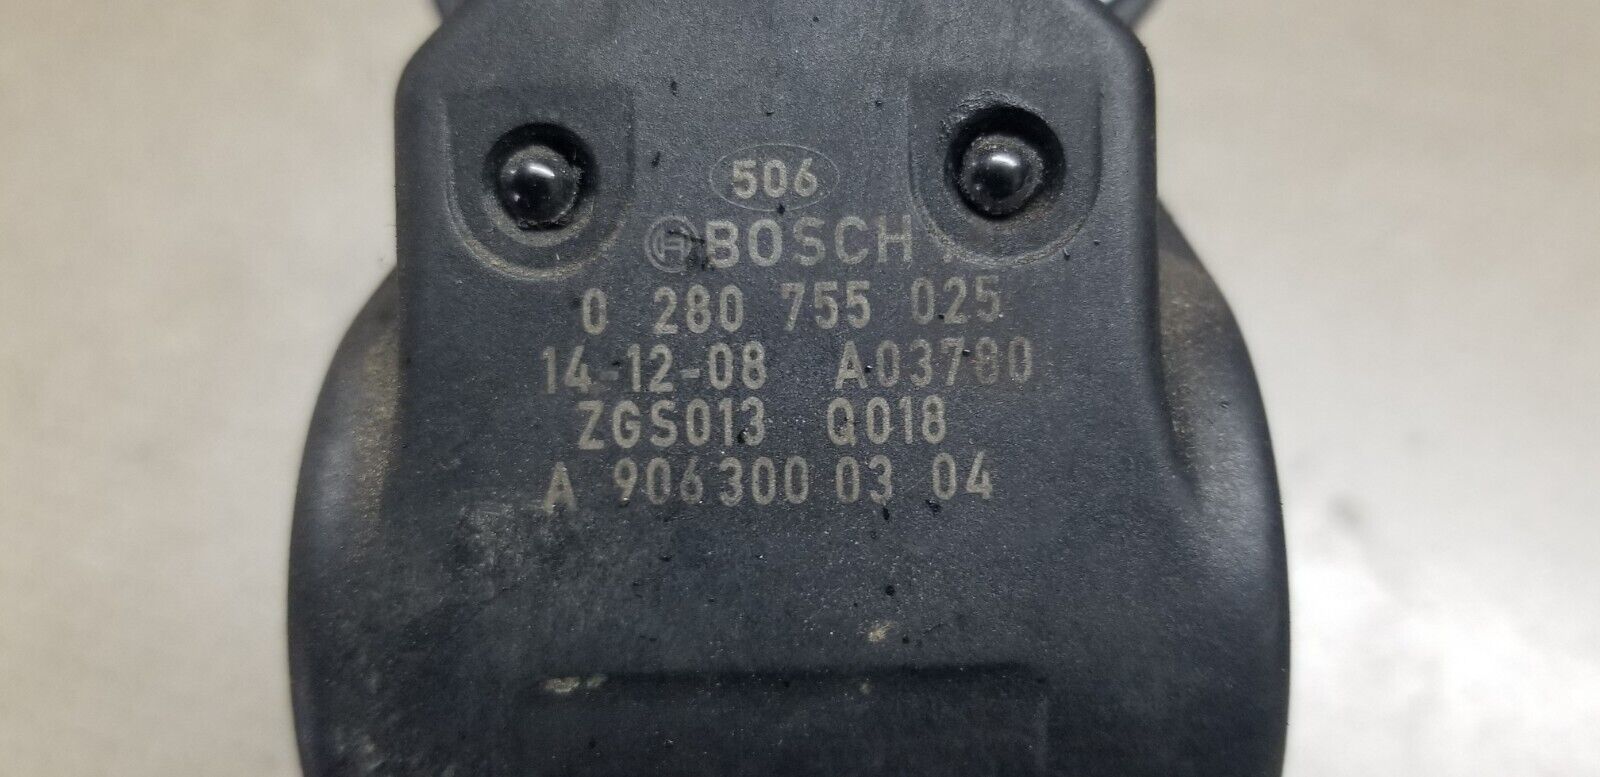 506
BOSCH
0 280 755 025
14-12-08 A03780
ZGS013 Q018
A 906 300 03 04